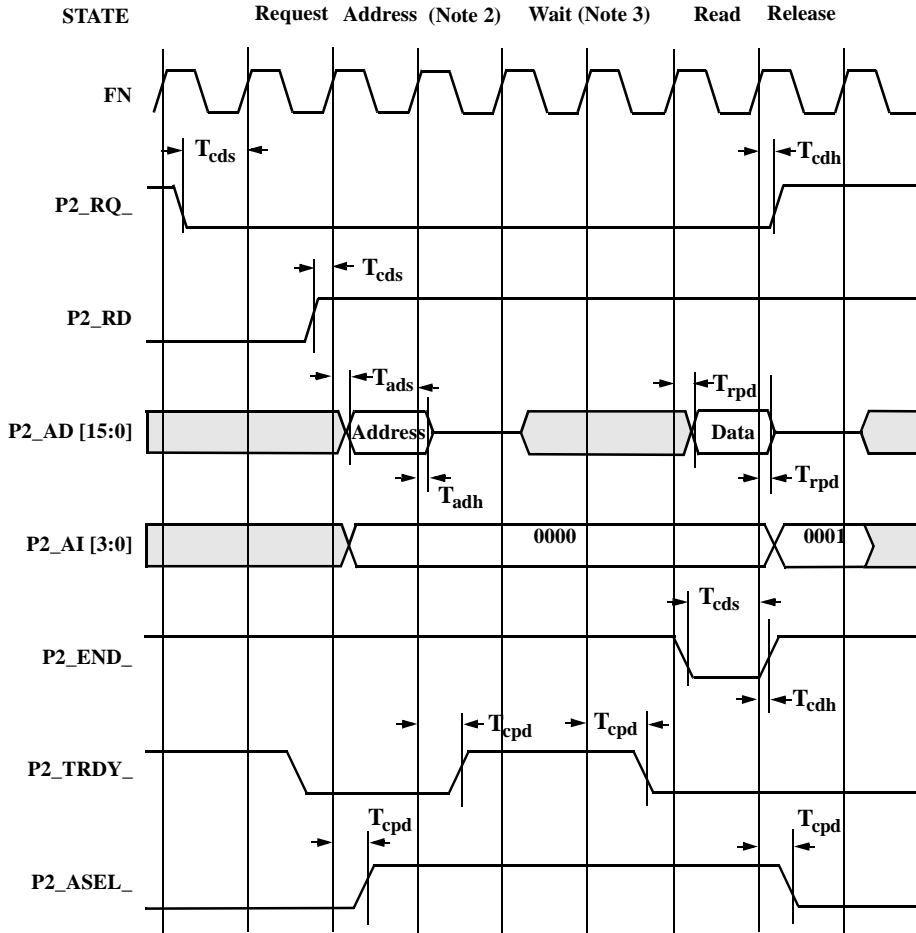 STATE Request Address (Note 2) Wait (Note 3) Read Release
FN
Tcds Tcdh
P2_RQ_
Tcds
P2_RD
Tads Trpd
P2_AD [15:0] Address Data
Tadh Trpd
P2_AI [3:0] 0000 0001
Tcds
P2_END_
Tcdh
Tcpd Tcpd
P2_TRDY_
Tcpd Tcpd
P2_ASEL_